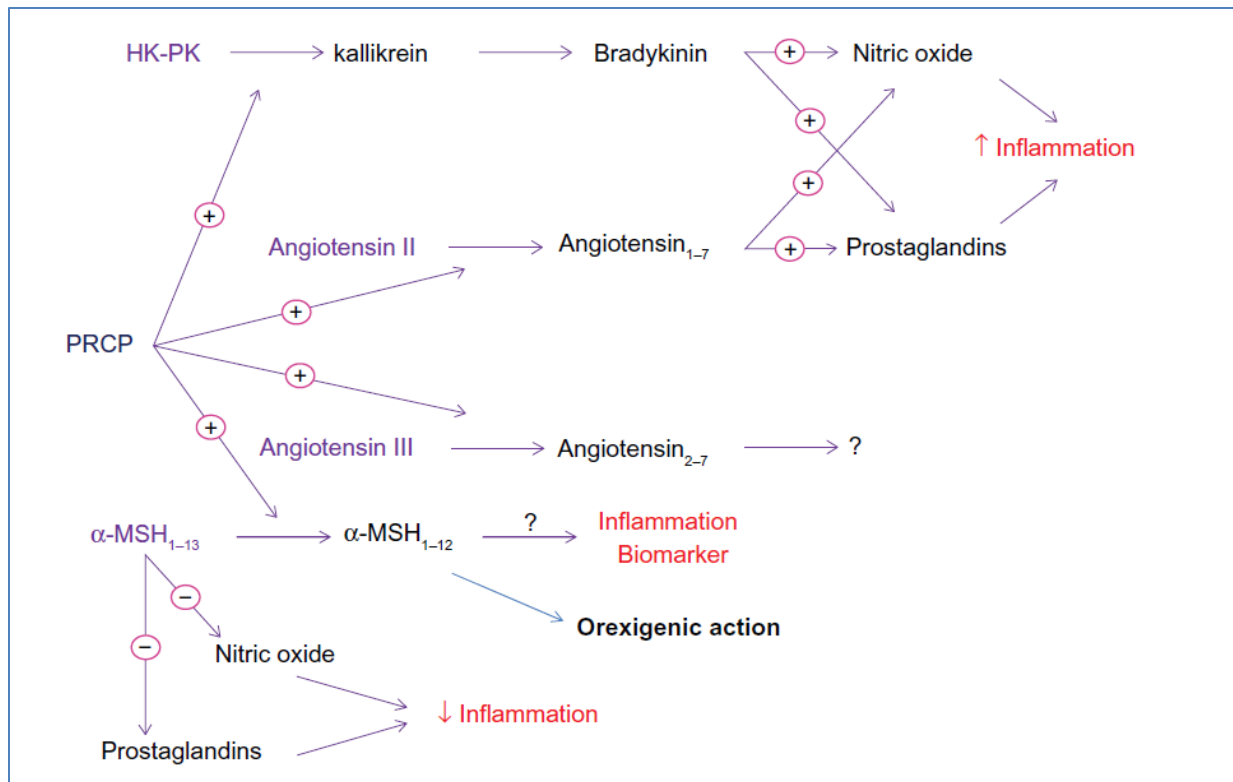 HK-PK kallikrein Bradykinin + Nitric oxide
+
↑ Inflammation
+
+
Angiotensin II Angiotensin1–7 + Prostaglandins
+
PRCP
+
+
Angiotensin III Angiotensin2–7 ?
α-MSH1–13 α-MSH1–12 ? Inflammation
Biomarker
−
Orexigenic action
−
Nitric oxide
↓ Inflammation
Prostaglandins